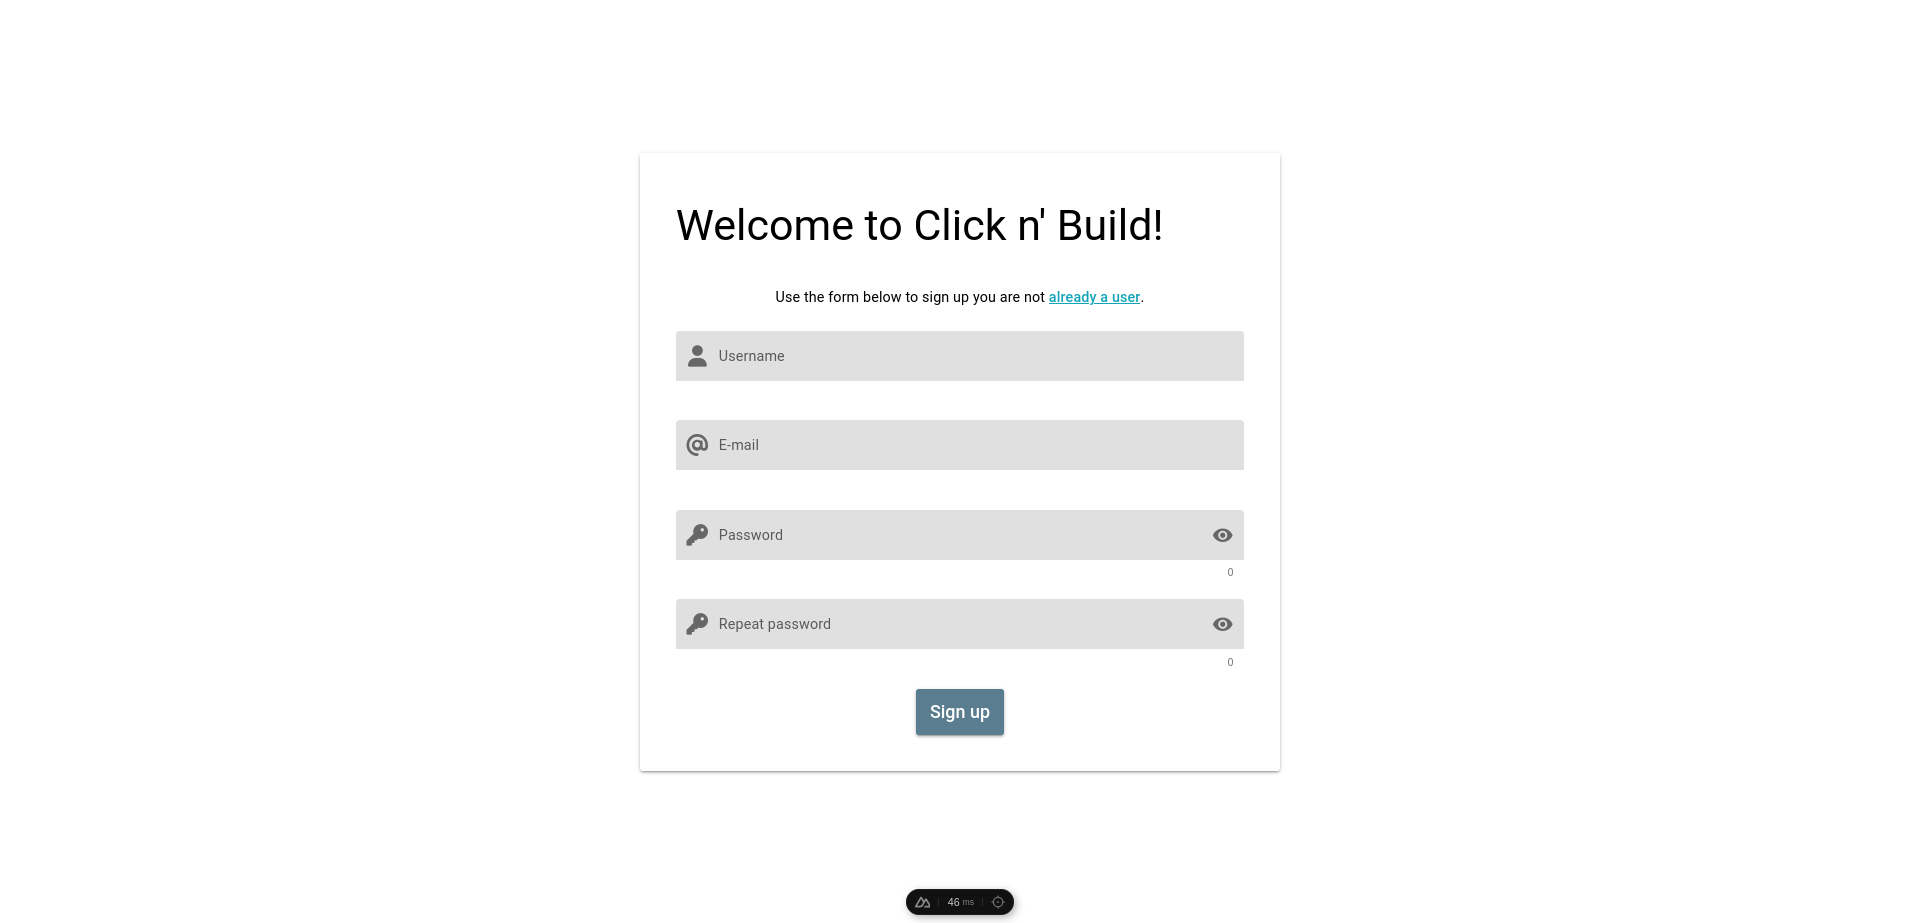 Welcome to Click n' Build!
Use the form below to sign up you are not already a user.
Username
E-mail
Password
0
Repeat password
0
Sign up
46 ms